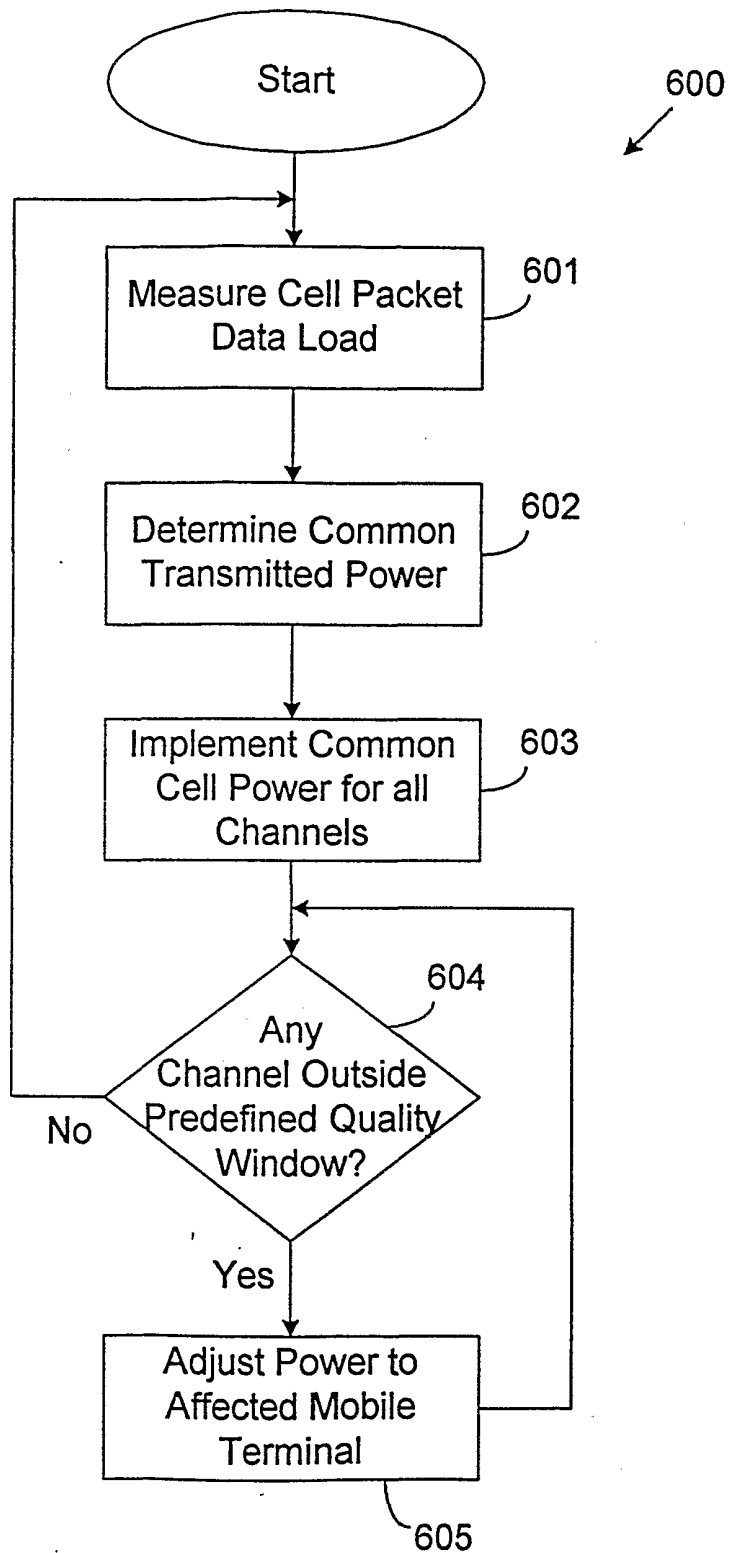 Start
600
Measure Cell Packet
Data Load
601
Determine Common
Transmitted Power
602
Implement Common
Cell Power for all
Channels
603
Any
Channel Outside
Predefined Quality
Window?
604
No
Yes
Adjust Power to
Affected Mobile
Terminal
605